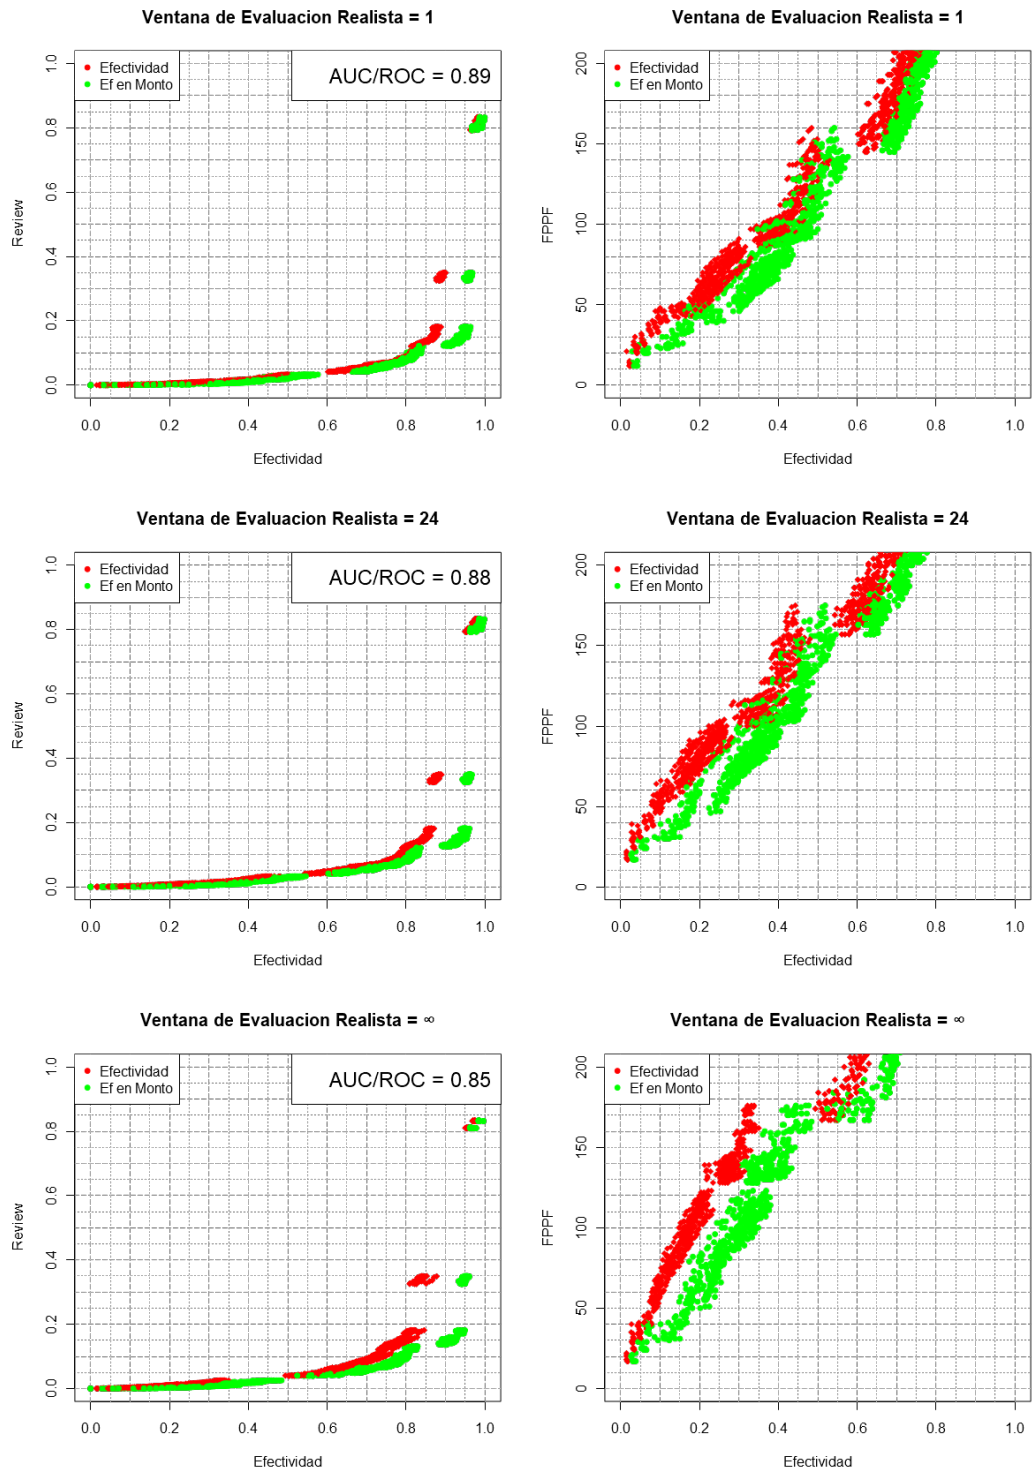 Ventana de Evaluacion Realista = 1
Efectividad
Ef en Monto
AUC/ROC = 0.89
Review
0.0 0.2 0.4 0.6 0.8 1.0
0.0 0.2 0.4 0.6 0.8 1.0
Efectividad
Ventana de Evaluacion Realista = 1
Efectividad
Ef en Monto
FPPF
0 50 100 150 200
0.0 0.2 0.4 0.6 0.8 1.0
Efectividad
Ventana de Evaluacion Realista = 24
Efectividad
Ef en Monto
AUC/ROC = 0.88
Review
0.0 0.2 0.4 0.6 0.8 1.0
0.0 0.2 0.4 0.6 0.8 1.0
Efectividad
Ventana de Evaluacion Realista = 24
Efectividad
Ef en Monto
FPPF
0 50 100 150 200
0.0 0.2 0.4 0.6 0.8 1.0
Efectividad
Ventana de Evaluacion Realista = ∞
Efectividad
Ef en Monto
AUC/ROC = 0.85
Review
0.0 0.2 0.4 0.6 0.8 1.0
0.0 0.2 0.4 0.6 0.8 1.0
Efectividad
Ventana de Evaluacion Realista = ∞
Efectividad
Ef en Monto
FPPF
0 50 100 150 200
0.0 0.2 0.4 0.6 0.8 1.0
Efectividad